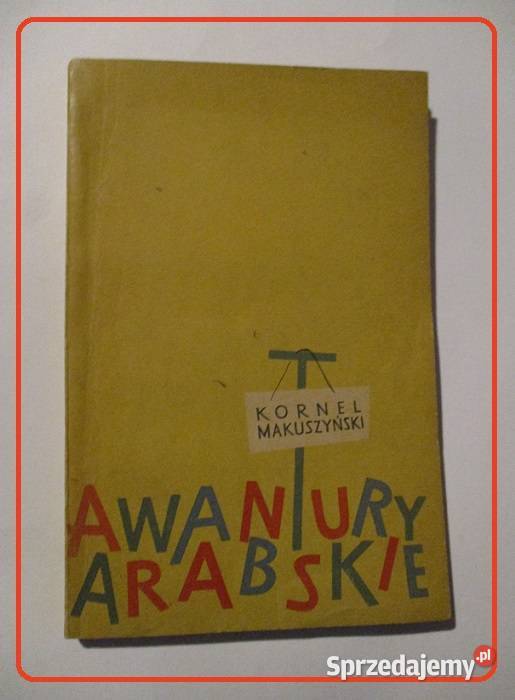 KORNEL
MAKUSZYŃSKI
AWANTURY
ARABSKIE
Sprzedajemy.pl